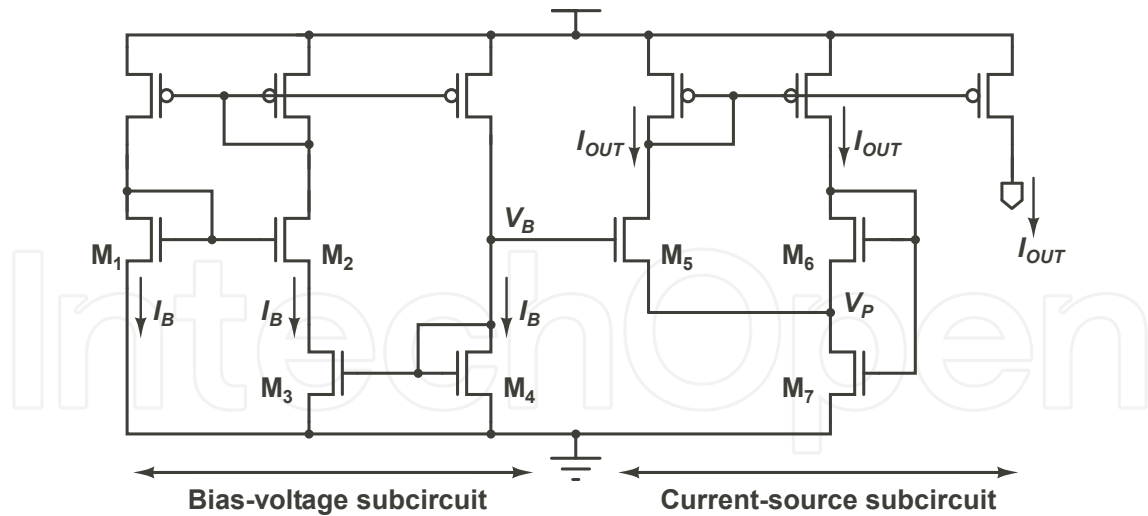 I_OUT
I_OUT
I_OUT
V_B
M_1
M_2
M_5
M_6
I_B
I_B
I_B
V_P
M_3
M_4
M_7
IntechOpen
Bias-voltage subcircuit
Current-source subcircuit